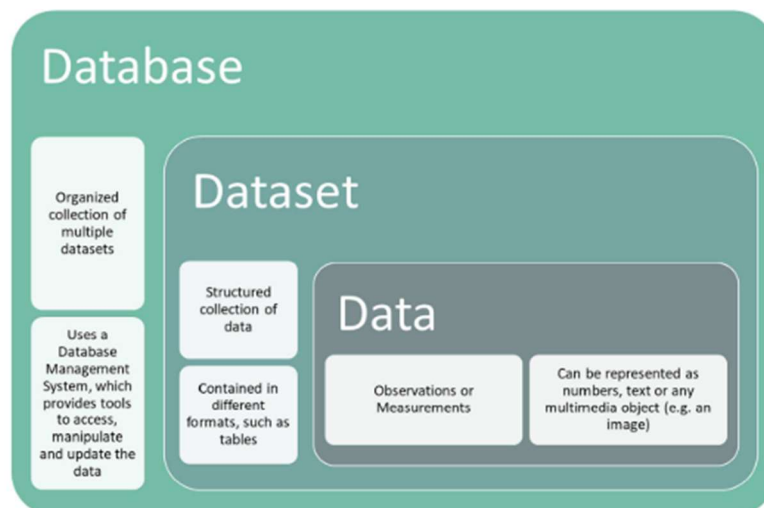 Database
Organized
collection of
multiple
datasets
Uses a
Database
Management
System, which
provides tools
to access,
manipulate
and update the
data
Dataset
Structured
collection of
data
Contained in
different
formats, such as
tables
Data
Observations or
Measurements
Can be represented as
numbers, text or any
multimedia object (e.g. an
image)